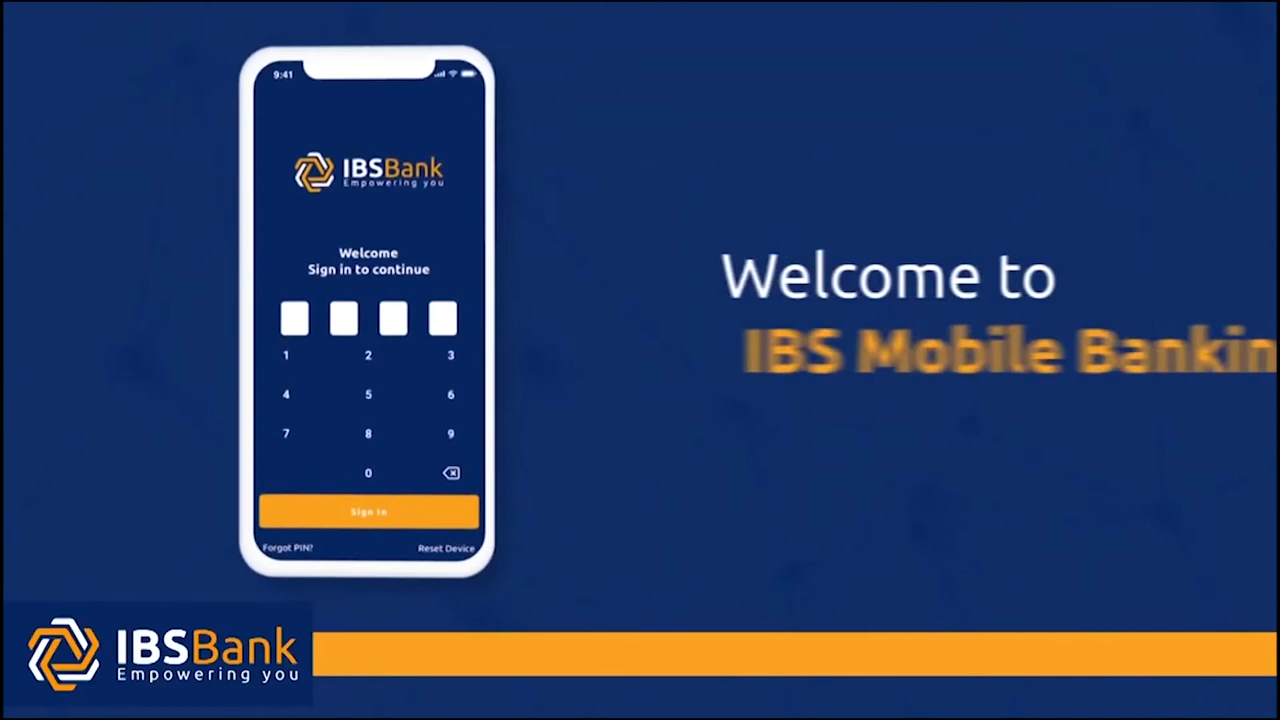 9:41
IBSBank
Empowering you
Welcome
Sign in to continue
1 2 3
4 5 6
7 8 9
0
Sign In
Forgot PIN? Reset Device
Welcome to
IBS Mobile Bankin
IBSBank
Empowering you